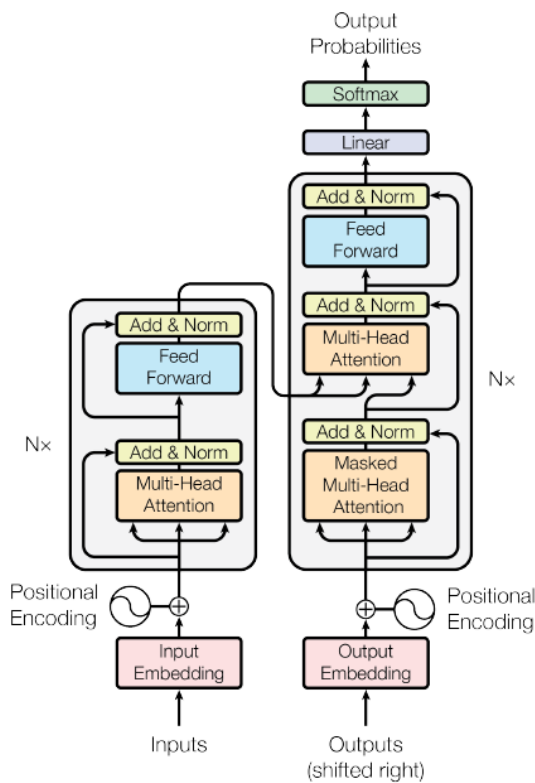 Output
Probabilities
Softmax
Linear
Add & Norm
Feed
Forward
Add & Norm
Multi-Head
Attention
Add & Norm
Masked
Multi-Head
Attention
N×
Add & Norm
Feed
Forward
Add & Norm
Multi-Head
Attention
N×
Positional
Encoding
Positional
Encoding
Input
Embedding
Output
Embedding
Inputs
Outputs
(shifted right)